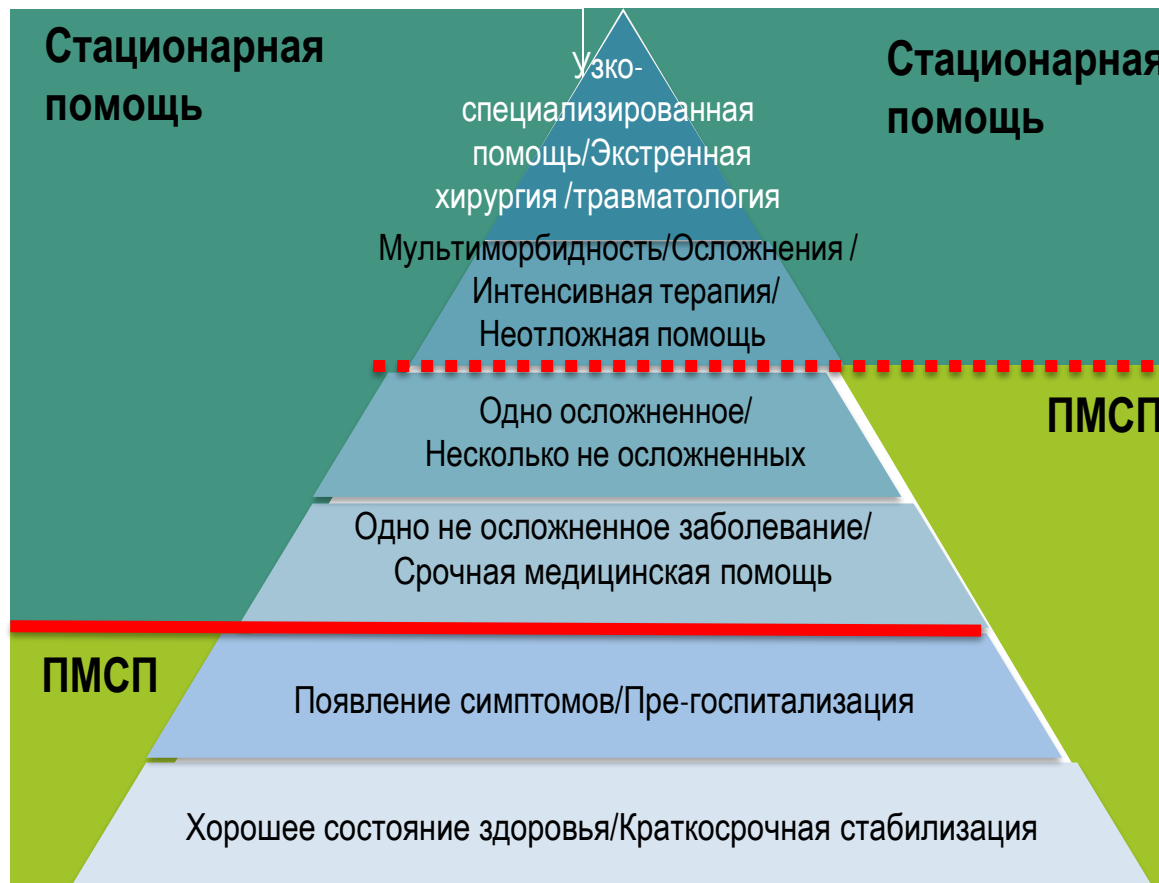 Стационарная
помощь
Узко-
специализированная
помощь/Экстренная
хирургия /травматология
Стационарная
помощь
Мультиморбидность/Осложнения /
Интенсивная терапия/
Неотложная помощь
Одно осложненное/
Несколько не осложненных
ПМСП
Одно не осложненное заболевание/
Срочная медицинская помощь
ПМСП
Появление симптомов/Пре-госпитализация
Хорошее состояние здоровья/Краткосрочная стабилизация